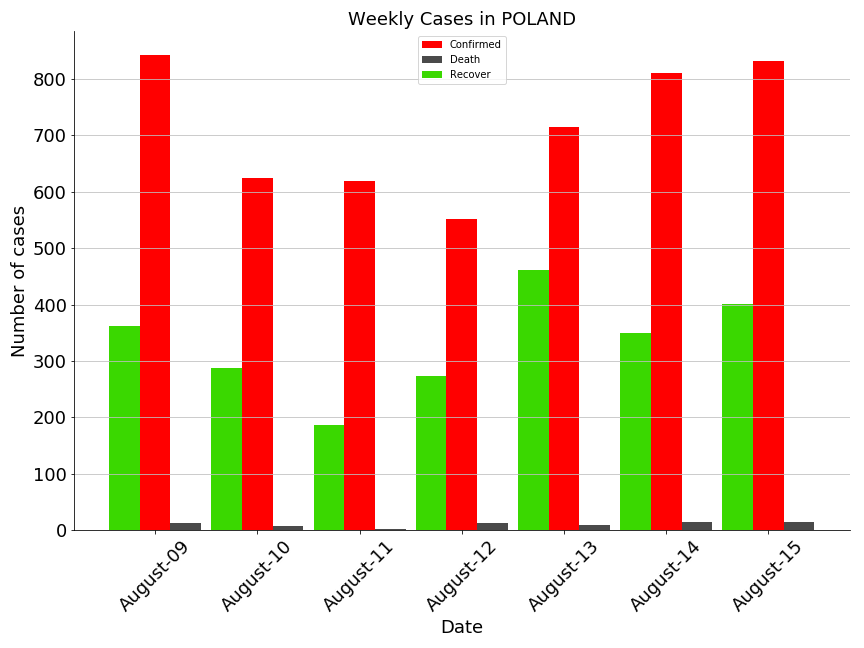 Weekly Cases in POLAND
Confirmed
Death
Recover
Number of cases
800
700
600
500
400
300
200
100
0
August-09
August-10
August-11
August-12
August-13
August-14
August-15
Date